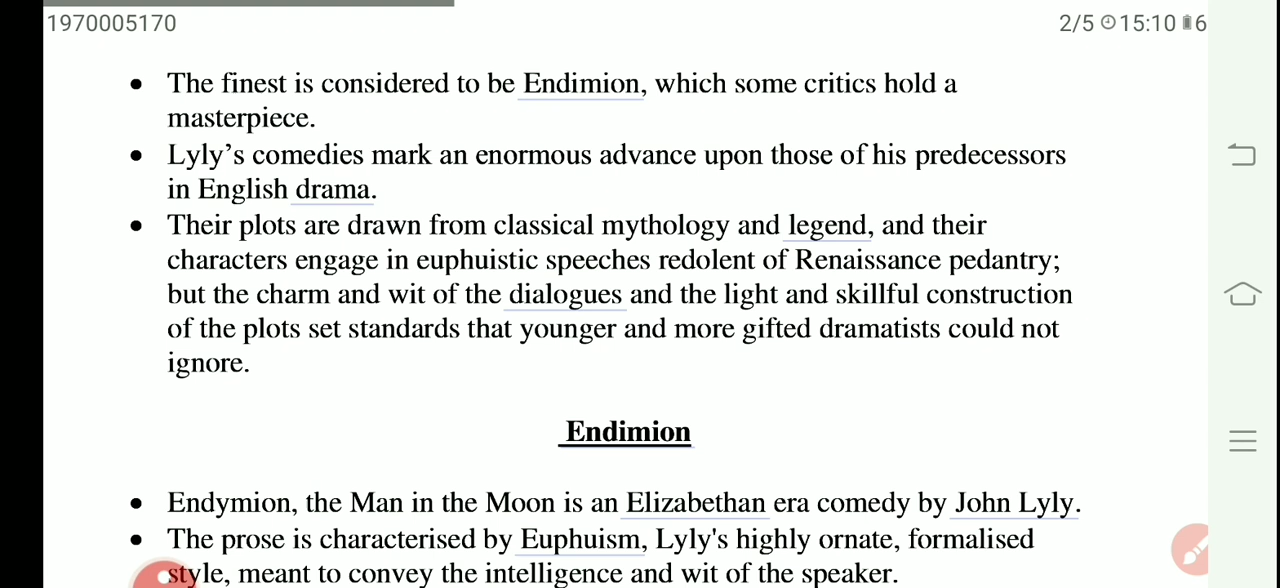 1970005170
2/5 15:10 6
• The finest is considered to be Endimion, which some critics hold a
masterpiece.
• Lyly’s comedies mark an enormous advance upon those of his predecessors
in English drama.
• Their plots are drawn from classical mythology and legend, and their
characters engage in euphuistic speeches redolent of Renaissance pedantry;
but the charm and wit of the dialogues and the light and skillful construction
of the plots set standards that younger and more gifted dramatists could not
ignore.
Endimion
• Endymion, the Man in the Moon is an Elizabethan era comedy by John Lyly.
• The prose is characterised by Euphuism, Lyly's highly ornate, formalised
style, meant to convey the intelligence and wit of the speaker.